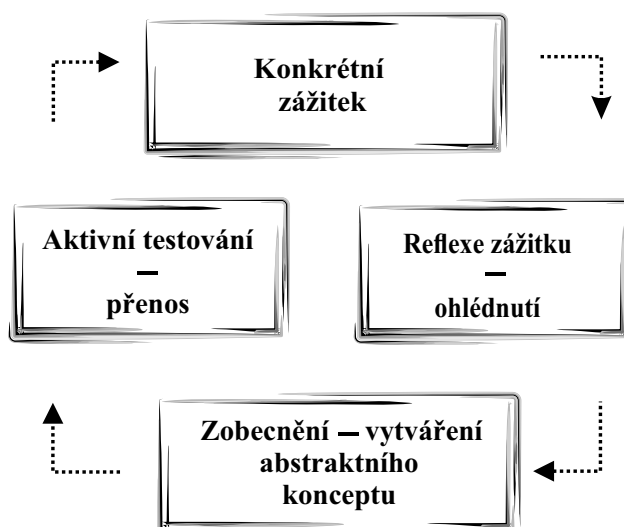 Konkrétní
zážitek
Aktivní testování
–
přenos
Reflexe zážitku
–
ohlédnutí
Zobecnění – vytváření
abstraktního
konceptu